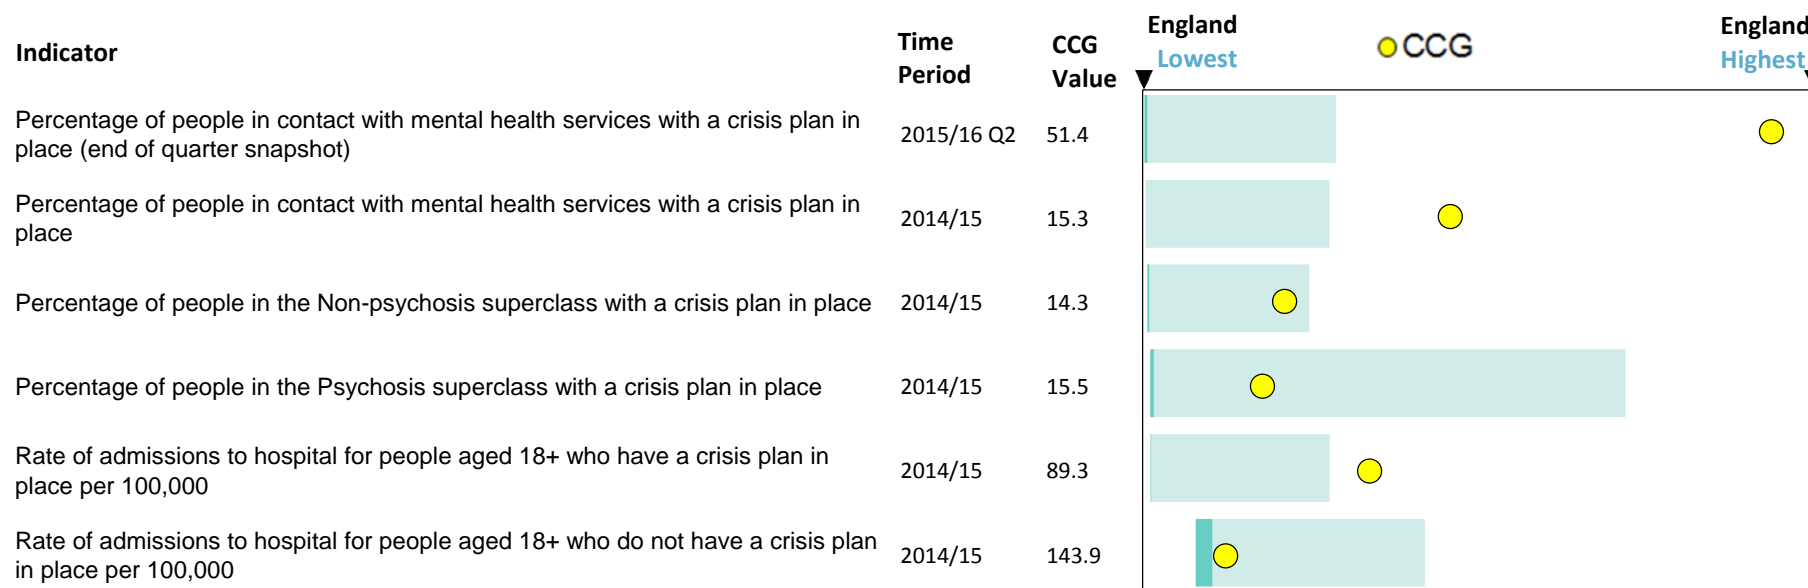 Indicator
Time
Period
CCG
Value
England
Lowest
CCG
England
Highest
Percentage of people in contact with mental health services with a crisis plan in
place (end of quarter snapshot)
2015/16 Q2
51.4
Percentage of people in contact with mental health services with a crisis plan in
place
2014/15
15.3
Percentage of people in the Non-psychosis superclass with a crisis plan in place
2014/15
14.3
Percentage of people in the Psychosis superclass with a crisis plan in place
2014/15
15.5
Rate of admissions to hospital for people aged 18+ who have a crisis plan in
place per 100,000
2014/15
89.3
Rate of admissions to hospital for people aged 18+ who do not have a crisis plan
in place per 100,000
2014/15
143.9